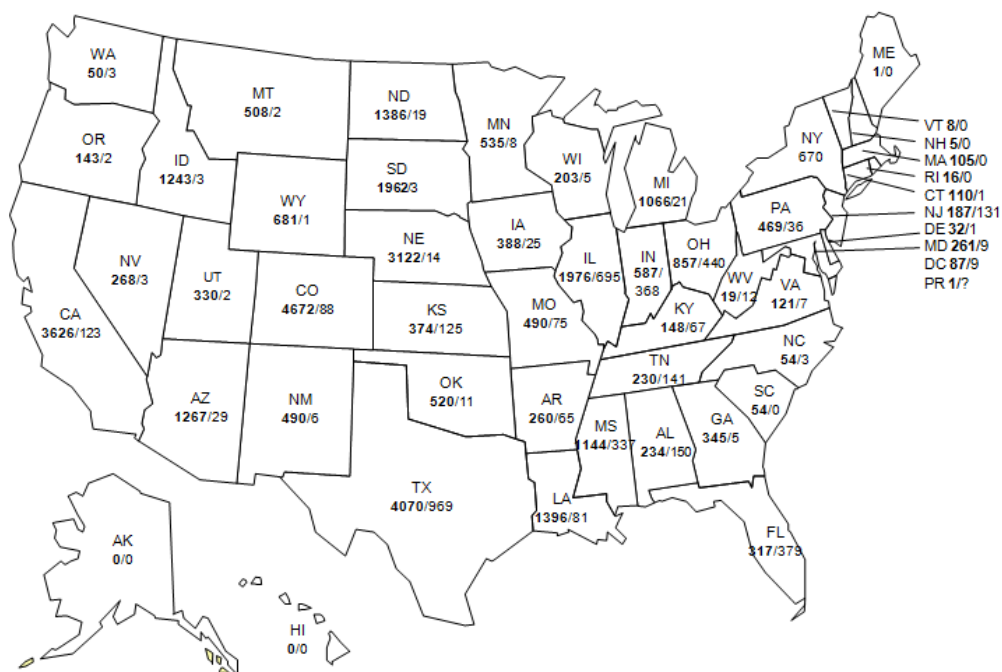 WA
50/3
MT
508/2
ND
1386/19
MN
535/8
ME
1/0
OR
143/2
ID
1243/3
SD
1962/3
WI
203/5
MI
1066/21
NY
670
VT 8/0
NH 5/0
MA 105/0
RI 16/0
CT 110/1
NJ 187/131
DE 32/1
MD 261/9
DC 87/9
PR 1/?
WY
681/1
IA
388/25
PA
469/36
NE
3122/14
NV
268/3
UT
330/2
CO
4672/88
IL
1976/695
IN
587/
368
OH
857/440
WV
19/12
VA
121/7
CA
3626/123
KS
374/125
MO
490/75
KY
148/67
NC
54/3
TN
230/141
AZ
1267/29
NM
490/6
OK
520/11
AR
260/65
SC
54/0
MS
1144/337
AL
234/150
GA
345/5
TX
4070/969
LA
1396/81
FL
317/379
AK
0/0
HI
0/0